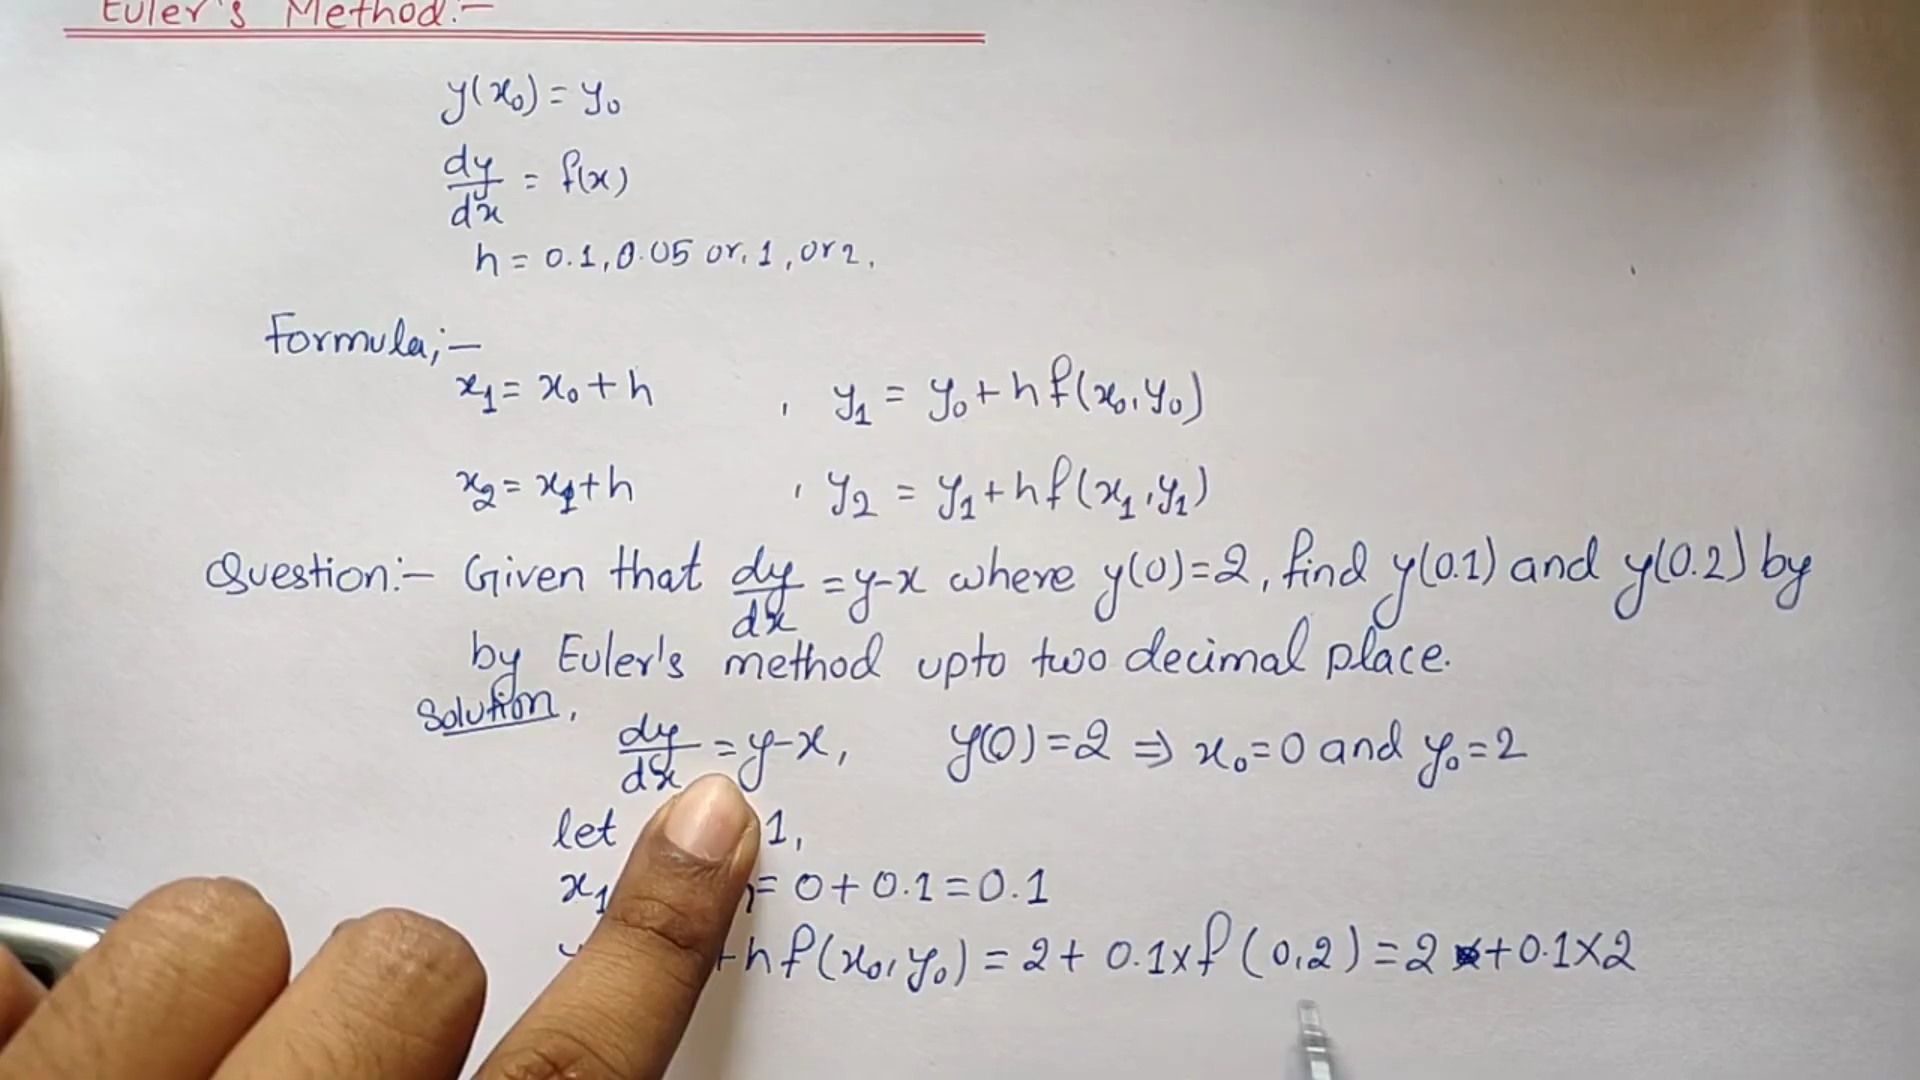 Euler's Method:-
y(x₀) = y₀
dy/dx = f(x)
h = 0.1, 0.05 or, 1, or 2,
Formula;-
x₁ = x₀ + h , y₁ = y₀ + h f(x₀, y₀)
x₂ = x₁ + h , y₂ = y₁ + h f(x₁, y₁)
Question:- Given that dy/dx = y-x where y(0)=2, find y(0.1) and y(0.2) by
by Euler's method upto two decimal place.
Solution,
dy/dx = y-x, y(0)=2 ⇒ x₀=0 and y₀=2
let 1,
x₁ = 0 + 0.1 = 0.1
+ h f(x₀, y₀) = 2 + 0.1 x f (0,2) = 2 + 0.1 × 2